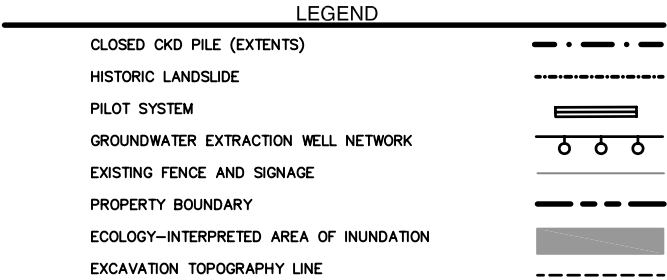 LEGEND
CLOSED CKD PILE (EXTENTS)
HISTORIC LANDSLIDE
PILOT SYSTEM
GROUNDWATER EXTRACTION WELL NETWORK
EXISTING FENCE AND SIGNAGE
PROPERTY BOUNDARY
ECOLOGY-INTERPRETED AREA OF INUNDATION
EXCAVATION TOPOGRAPHY LINE